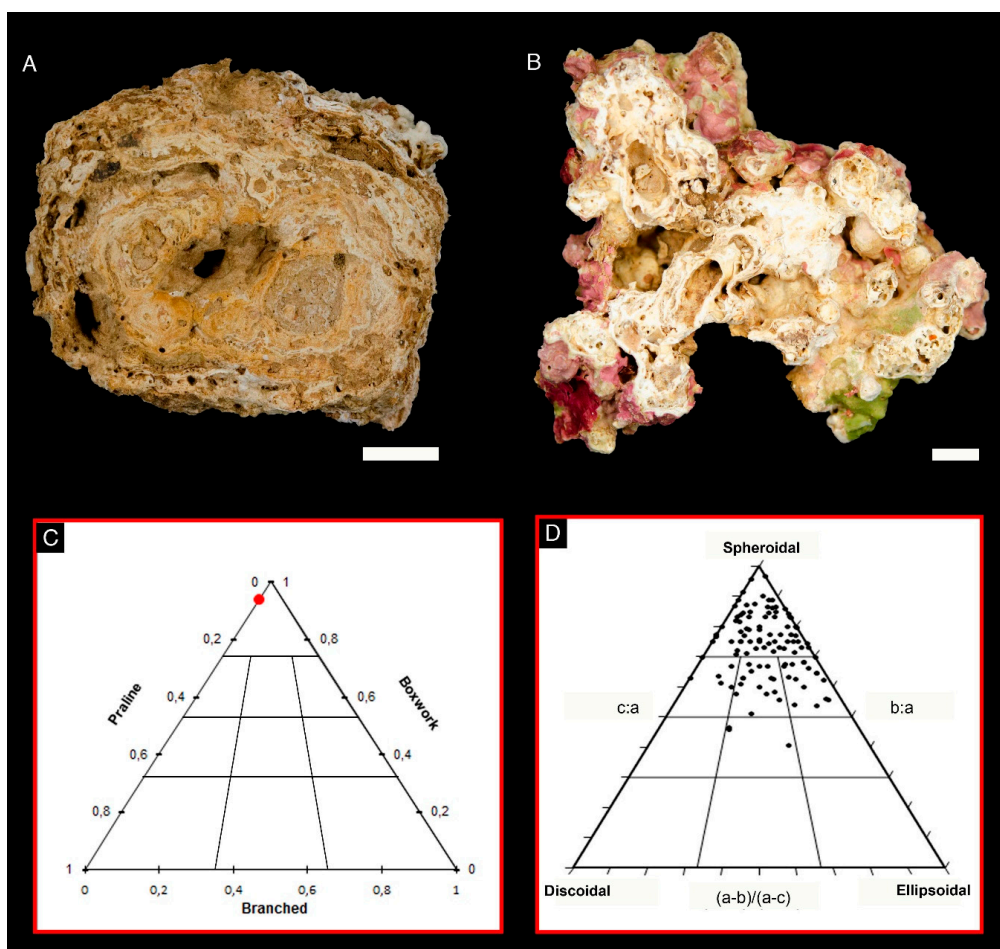 A
B
C
0 1
0,2 0,8
0,4 0,6
Praline
Boxwork
0,6 0,4
0,8 0,2
1 0
0 0,2 0,4 0,6 0,8 1
Branched
D
Spheroidal
c:a
b:a
Discoidal
(a-b)/(a-c)
Ellipsoidal